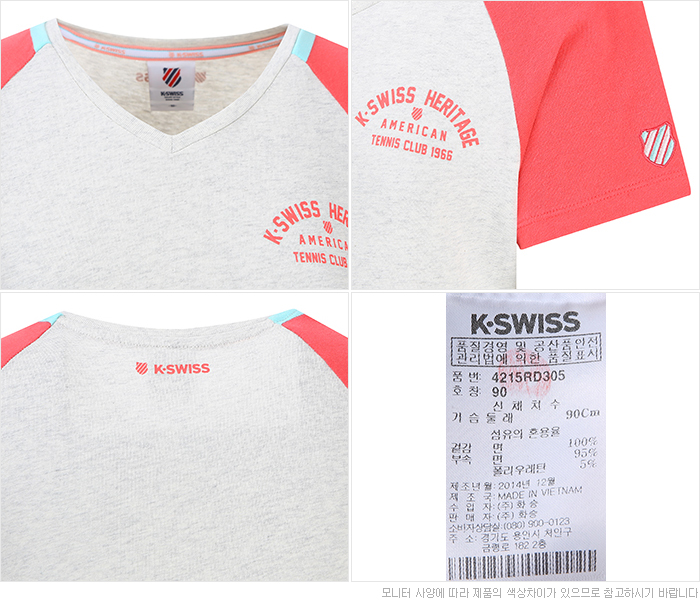 K·SWISS
K·SWISS HER
AMERICA
TENNIS CLUB
K·SWISS HERITAGE
AMERICAN
TENNIS CLUB 1966
K·SWISS
K·SWISS
품질경영 및 공산품안전
관리법에 의한 품질표시
품 번: 4215RD305
호 칭: 90
신 체 치 수
가 슴 둘 레 90Cm
섬유의 혼용율
겉감 면 100%
부속 면 95%
폴리우레탄 5%
제조년월: 2014년 12월
제 조 국: MADE IN VIETNAM
수 입 자: (주) 화 승
판 매 자: (주) 화 승
소비자상담실: (080) 900-0123
주 소: 경기도 용인시 처인구
금령로 182 2층
모니터 사양에 따라 제품의 색상차이가 있으므로 참고하시기 바랍니다